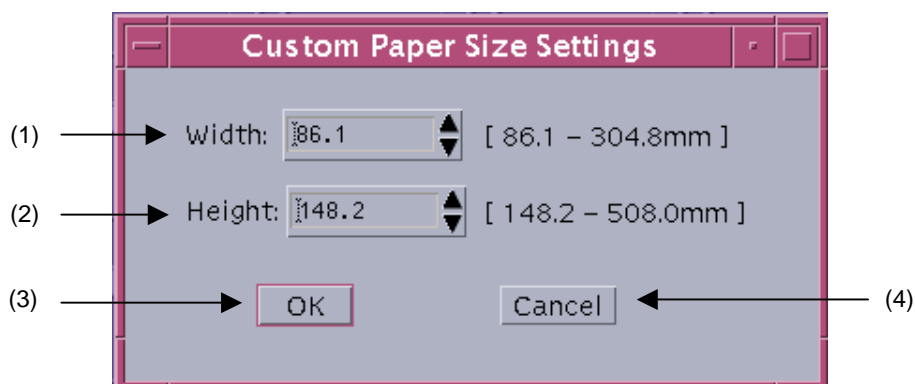 Custom Paper Size Settings
(1) Width: 86.1 [ 86.1 – 304.8mm ]
(2) Height: 148.2 [ 148.2 – 508.0mm ]
(3) OK Cancel (4)